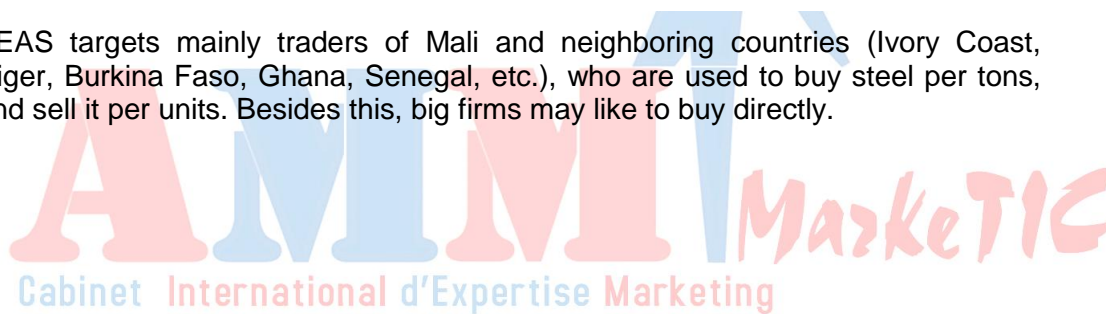 EAS targets mainly traders of Mali and neighboring countries (Ivory Coast,
iger, Burkina Faso, Ghana, Senegal, etc.), who are used to buy steel per tons,
nd sell it per units. Besides this, big firms may like to buy directly.
AMM MarkeTIC
Cabinet International d'Expertise Marketing